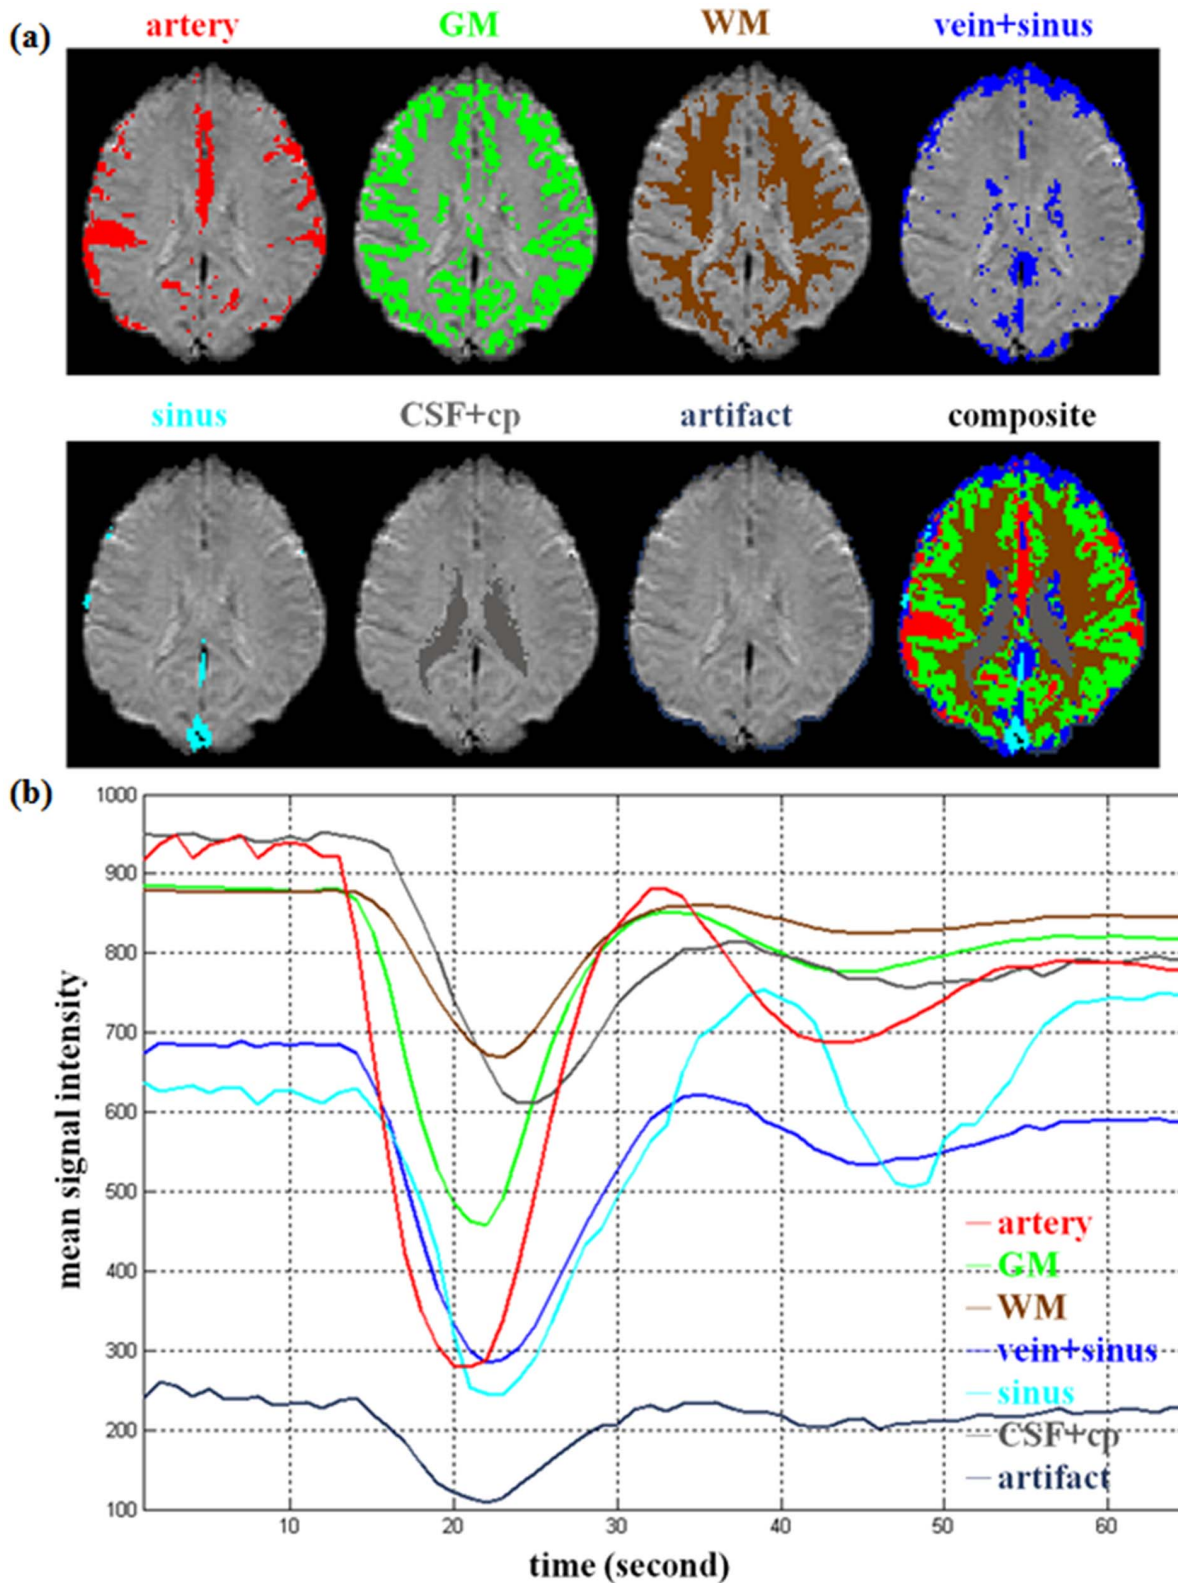 (a)
artery GM WM vein+sinus
sinus CSF+cp artifact composite
(b)
1000
900
800
700
600
500
400
300
200
100
mean signal intensity
artery
GM
WM
vein+sinus
sinus
CSF+cp
artifact
10 20 30 40 50 60
time (second)